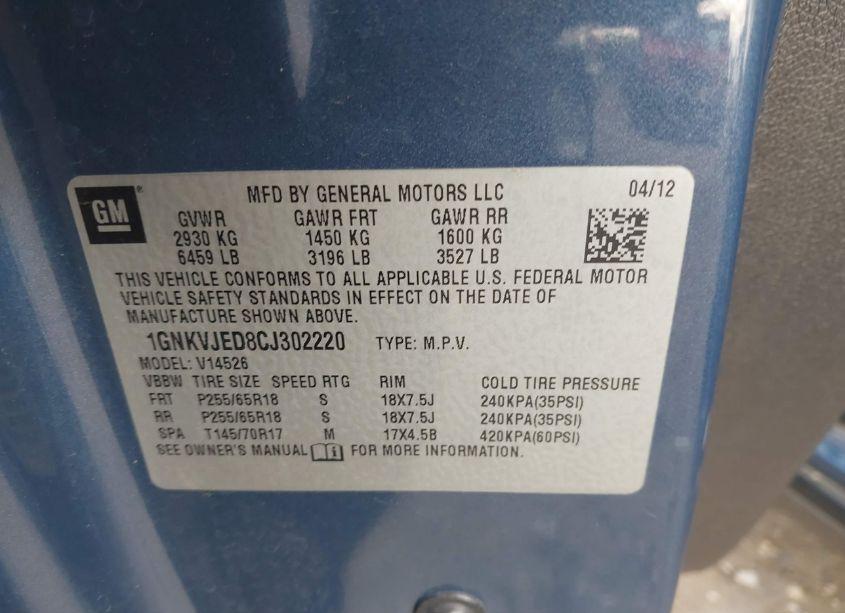 GM
MFD BY GENERAL MOTORS LLC 04/12
GVWR GAWR FRT GAWR RR
2930 KG 1450 KG 1600 KG
6459 LB 3196 LB 3527 LB
THIS VEHICLE CONFORMS TO ALL APPLICABLE U.S. FEDERAL MOTOR
VEHICLE SAFETY STANDARDS IN EFFECT ON THE DATE OF
MANUFACTURE SHOWN ABOVE.
1GNKVJED8CJ302220 TYPE: M.P.V.
MODEL: V14526
VBBW TIRE SIZE SPEED RTG RIM COLD TIRE PRESSURE
FRT P255/65R18 S 18X7.5J 240KPA(35PSI)
RR P255/65R18 S 18X7.5J 240KPA(35PSI)
SPA T145/70R17 M 17X4.5B 420KPA(60PSI)
SEE OWNER'S MANUAL FOR MORE INFORMATION.